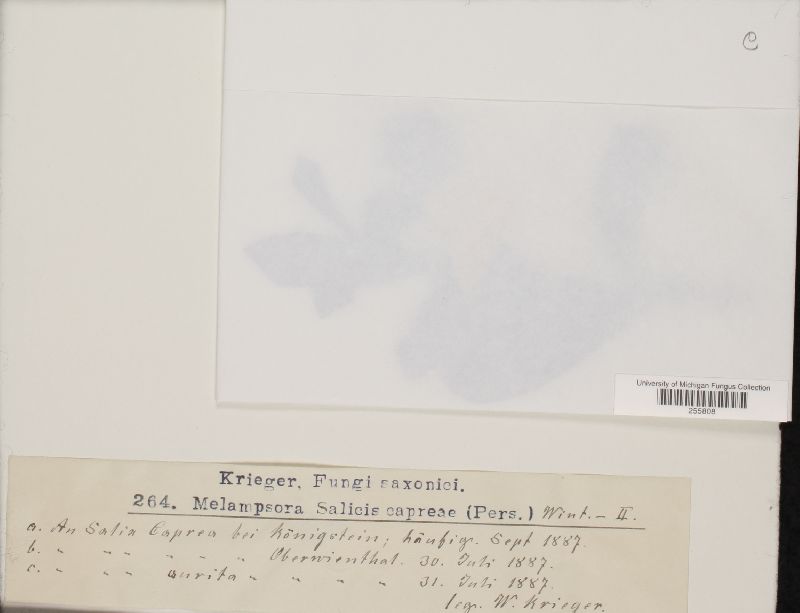 C
University of Michigan Fungus Collection
255808
Krieger, Fungi saxonici.
264. Melampsora Salicis capreae (Pers.) Wint. – II.
a. An Salix Caprea bei Königstein; häufig. Sept 1887.
b. " " " " " " Oberwienthal. 30. Juli 1887.
c. " " " aurita " " " " 31. Juli 1887.
leg. W. Krieger.